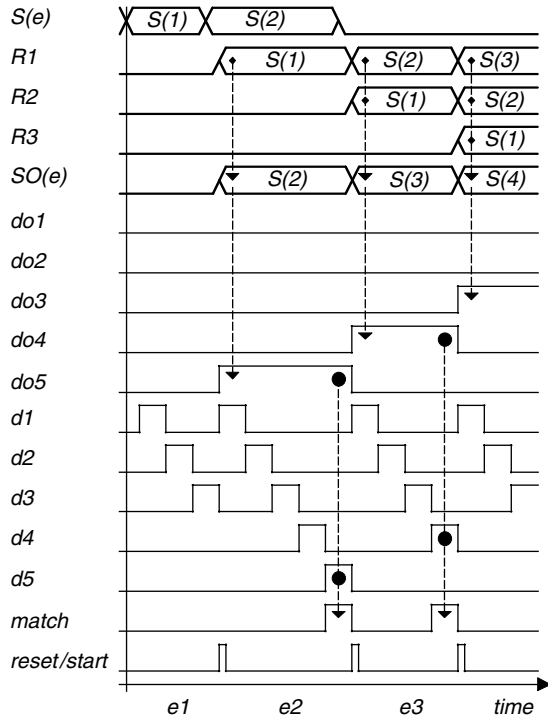 S(e) S(1) S(2)
R1 S(1) S(2) S(3)
R2 S(1) S(2)
R3 S(1)
SO(e) S(2) S(3) S(4)
do1
do2
do3
do4
do5
d1
d2
d3
d4
d5
match
reset/start
e1 e2 e3 time